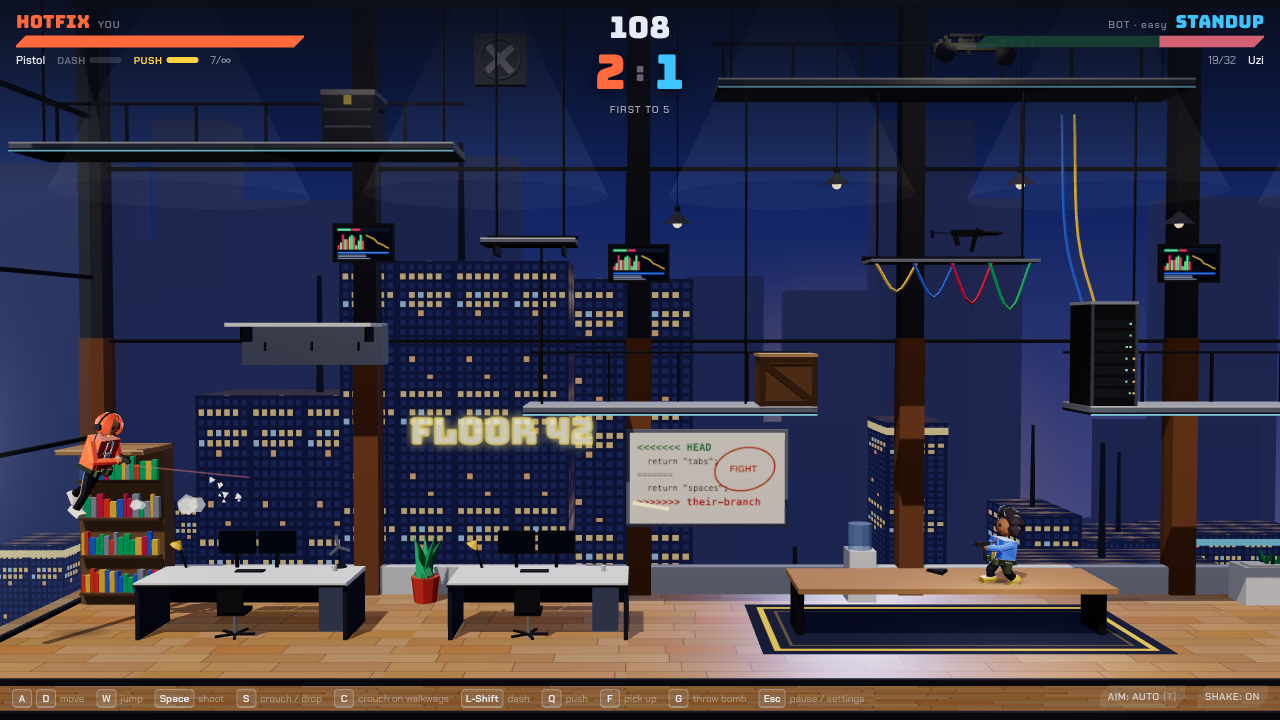 HOTFIX YOU
Pistol DASH PUSH 7/∞
108
2:1
FIRST TO 5
BOT · easy STANDUP
19/32 Uzi
FLOOR 42
<<<<<<< HEAD
return "tabs";
=======
return "spaces";
>>>>>>> their-branch
FIGHT
A D move W jump Space shoot S crouch / drop C crouch on walkways L-Shift dash Q push F pick up G throw bomb Esc pause / settings
AIM: AUTO (T) SHAKE: ON